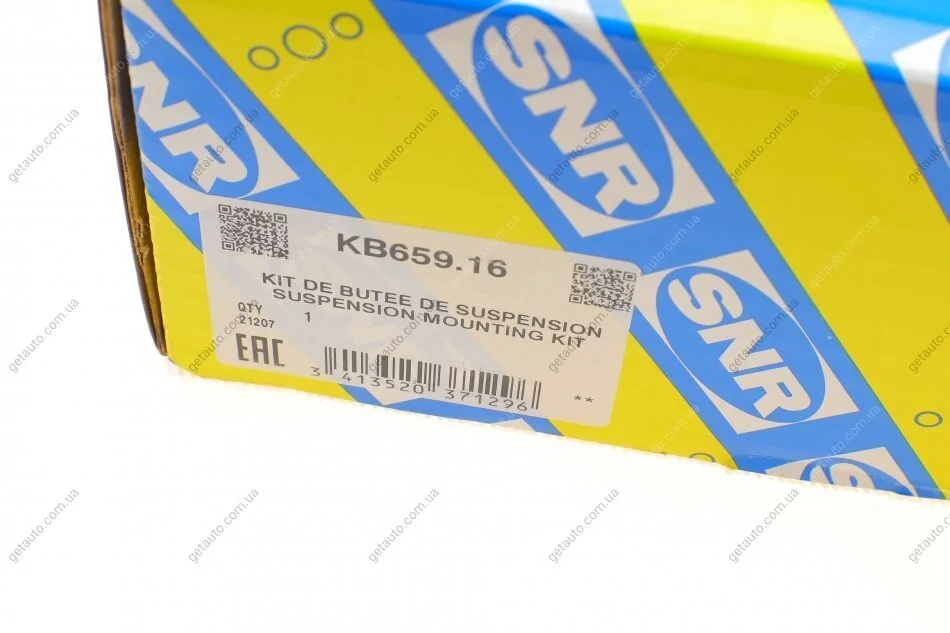 SNR
SNR
KB659.16
KIT DE BUTEE DE SUSPENSION
SUSPENSION MOUNTING KIT
QTY 1
21207
EAC
3 413520 371296
**
SNR
SNR
getauto.com.ua